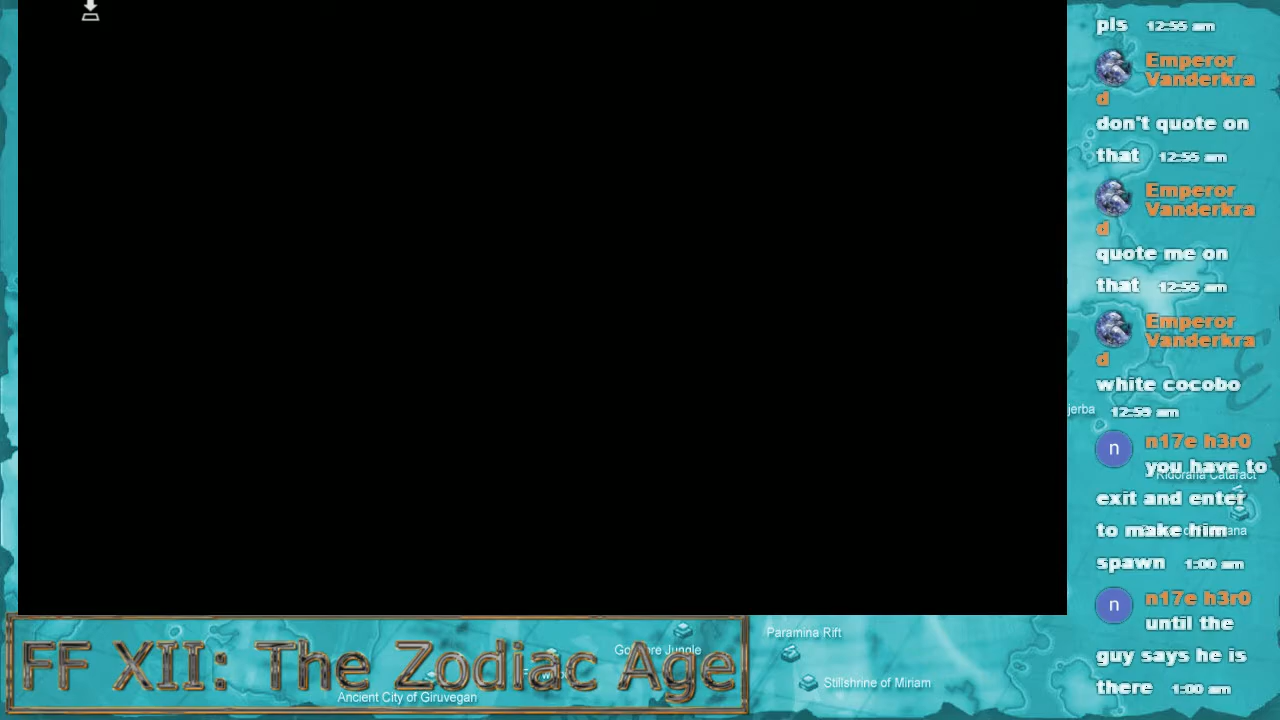 pls 12:55 am
Emperor
Vanderkra
d
don't quote on
that 12:55 am
Emperor
Vanderkra
d
quote me on
that 12:55 am
Emperor
Vanderkra
d
white cocobo
jerba 12:59 am
n n17e h3r0
you have to
Ridorana Cataract
exit and enter
to make him
spawn 1:00 am
n n17e h3r0
until the
guy says he is
there 1:00 am
FF XII: The Zodiac Age
Paramina Rift
Stillshrine of Miriam
Ancient City of Giruvegan